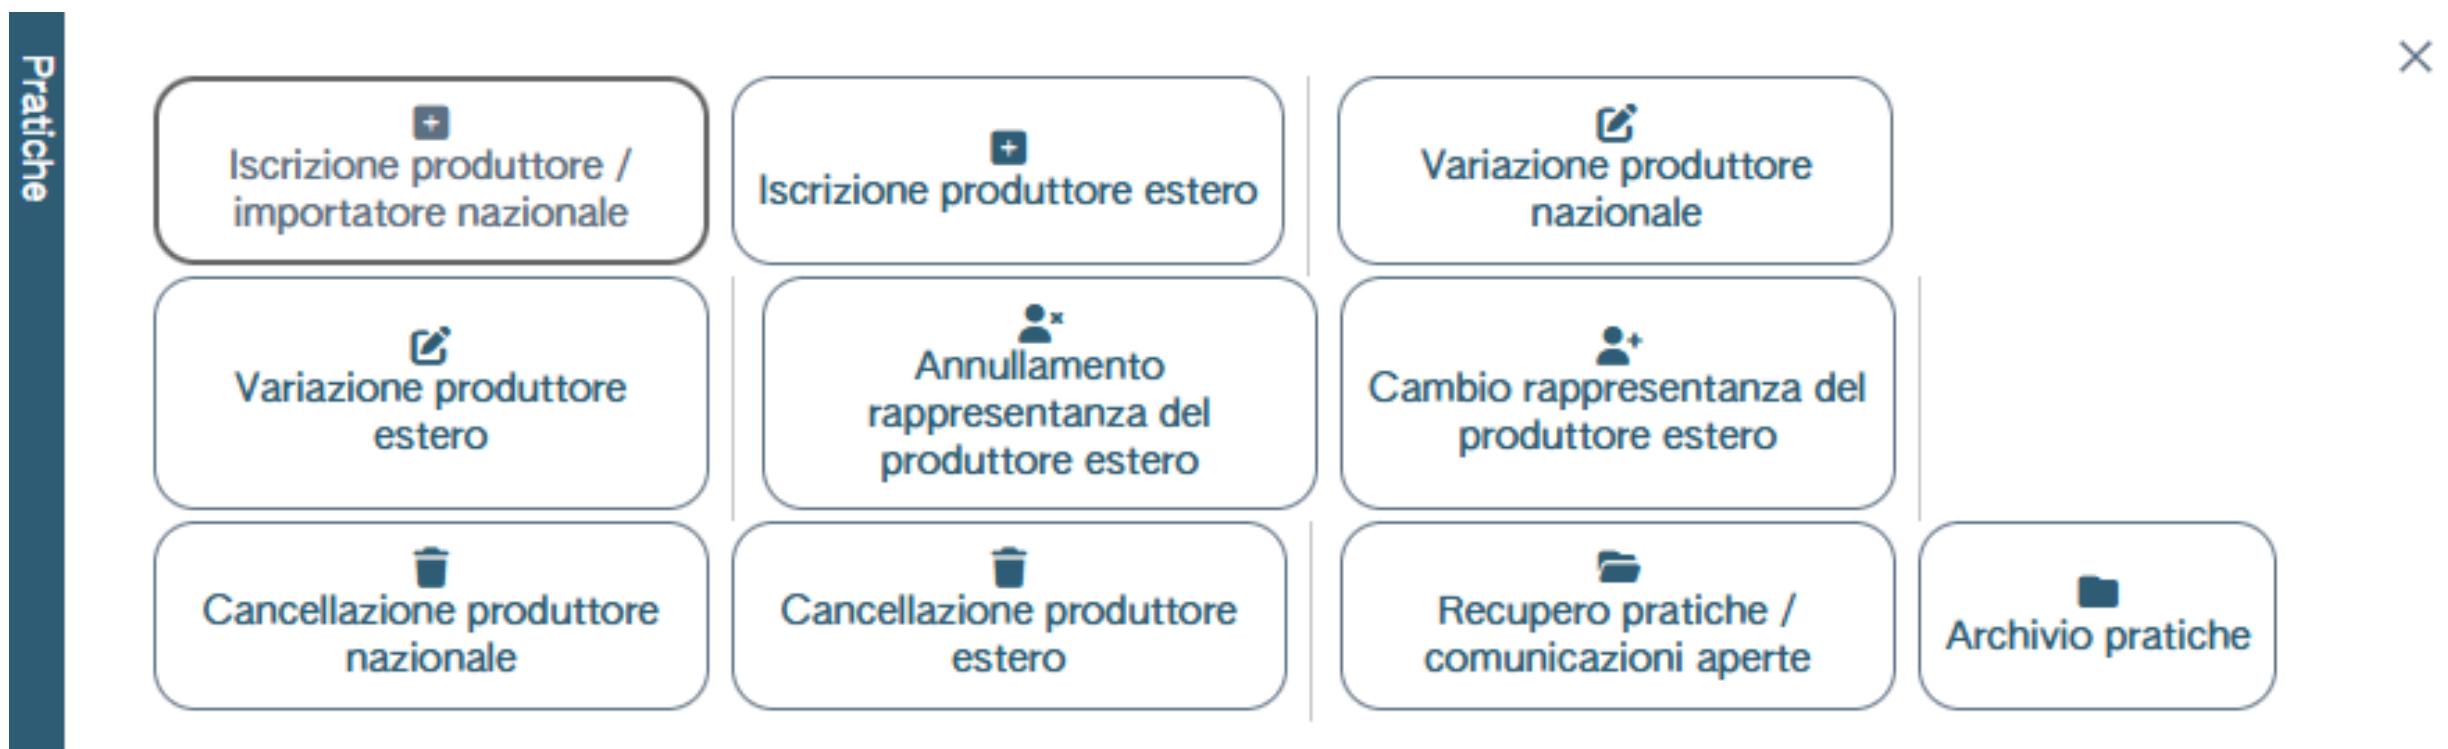 Pratiche
Iscrizione produttore /
importatore nazionale
Iscrizione produttore estero
Variazione produttore
nazionale
Variazione produttore
estero
Annullamento
rappresentanza del
produttore estero
Cambio rappresentanza del
produttore estero
Cancellazione produttore
nazionale
Cancellazione produttore
estero
Recupero pratiche /
comunicazioni aperte
Archivio pratiche